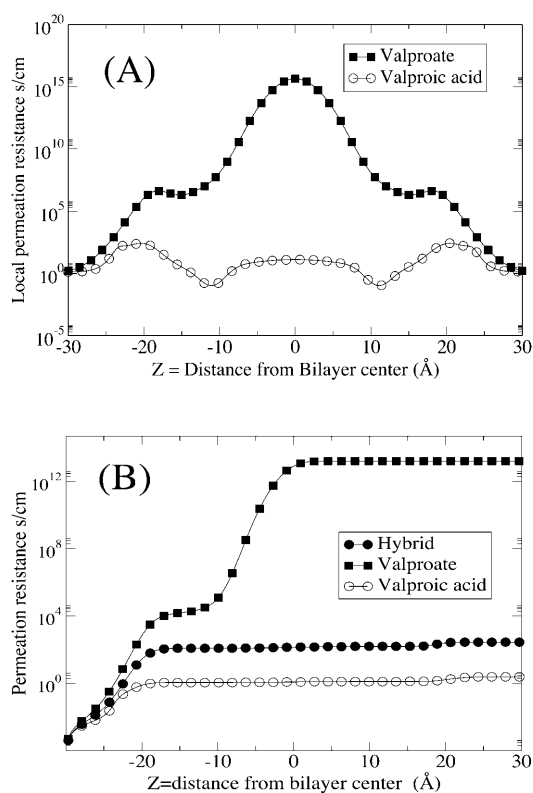 (A)
Valproate
Valproic acid
Local permeation resistance s/cm
10^20
10^15
10^10
10^5
10^0
10^-5
-30 -20 -10 0 10 20 30
Z = Distance from Bilayer center (Å)
(B)
Hybrid
Valproate
Valproic acid
Permeation resistance s/cm
10^12
10^8
10^4
10^0
-20 -10 0 10 20 30
Z=distance from bilayer center (Å)